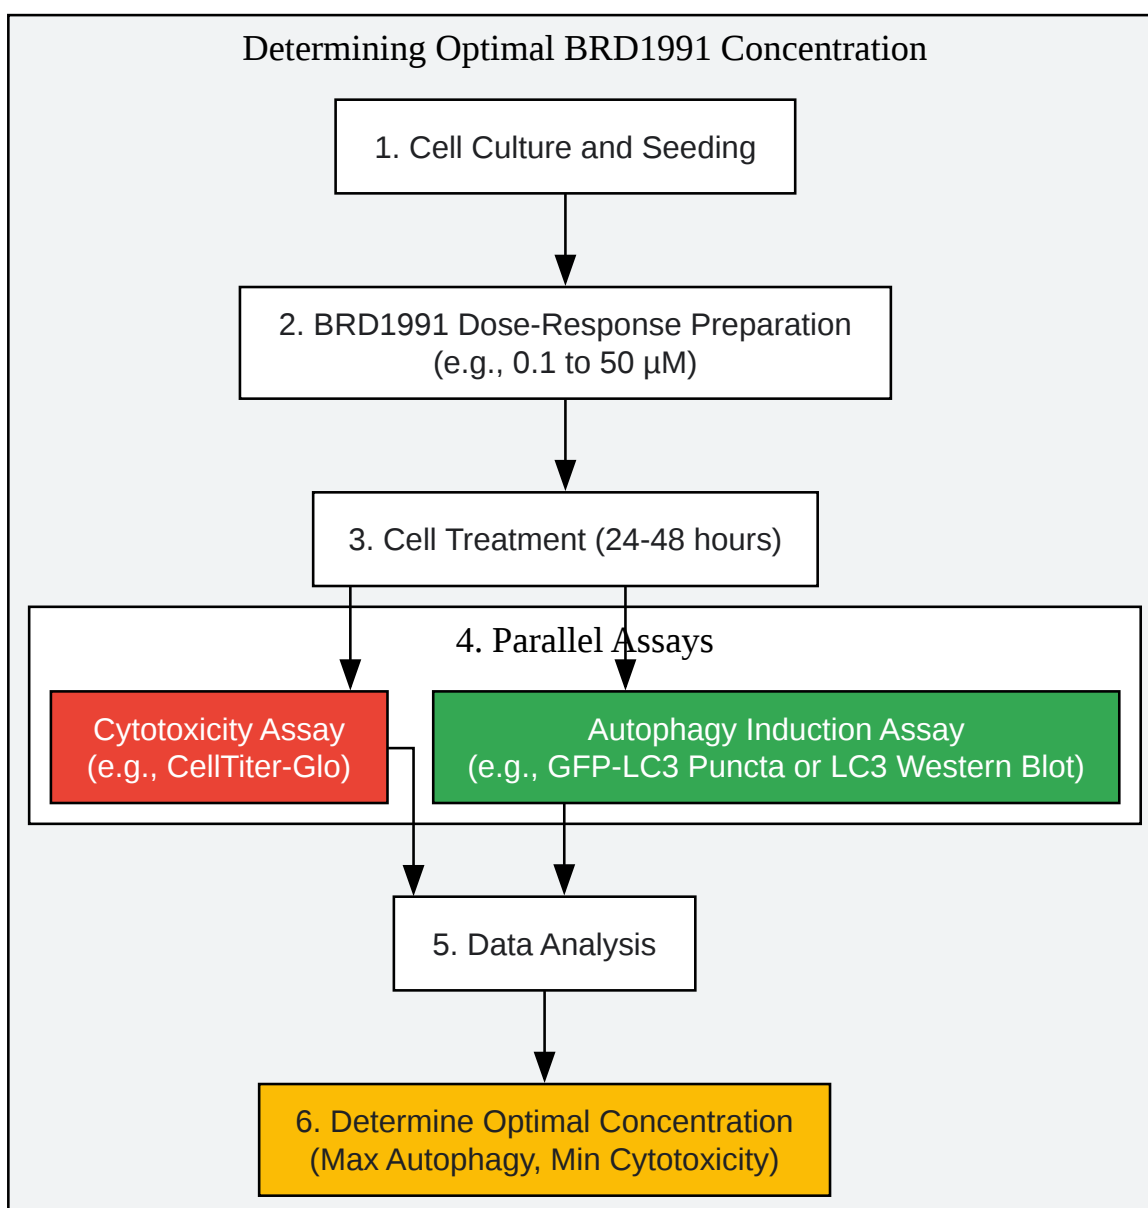 Determining Optimal BRD1991 Concentration
1. Cell Culture and Seeding
2. BRD1991 Dose-Response Preparation
(e.g., 0.1 to 50 µM)
3. Cell Treatment (24-48 hours)
4. Parallel Assays
Cytotoxicity Assay
(e.g., CellTiter-Glo)
Autophagy Induction Assay
(e.g., GFP-LC3 Puncta or LC3 Western Blot)
5. Data Analysis
6. Determine Optimal Concentration
(Max Autophagy, Min Cytotoxicity)